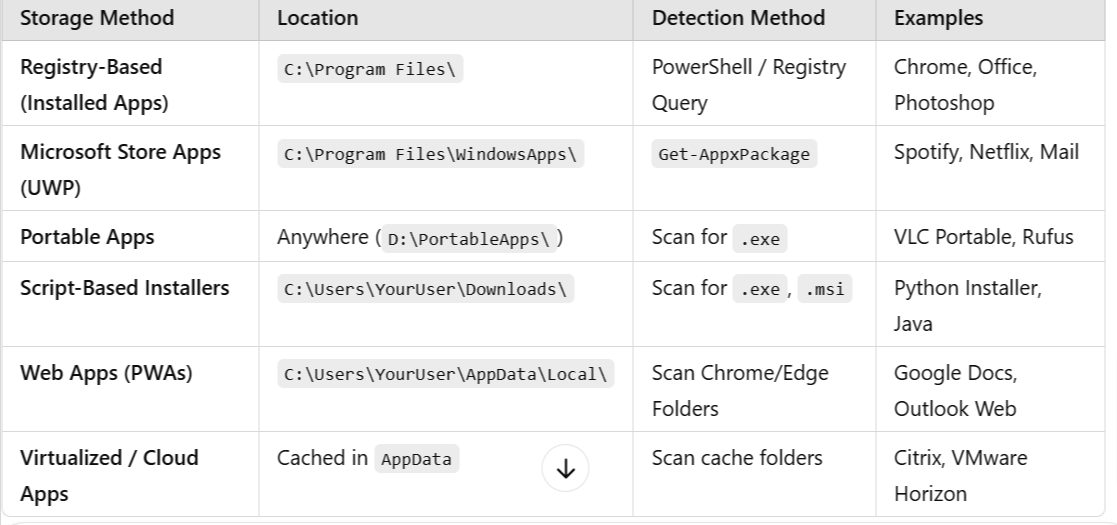 Storage Method Location Detection Method Examples
Registry-Based C:\Program Files\ PowerShell / Registry Chrome, Office,
(Installed Apps) Query Photoshop
Microsoft Store Apps C:\Program Files\WindowsApps\ Get-AppxPackage Spotify, Netflix, Mail
(UWP)
Portable Apps Anywhere ( D:\PortableApps\ ) Scan for .exe VLC Portable, Rufus
Script-Based Installers C:\Users\YourUser\Downloads\ Scan for .exe , .msi Python Installer,
Java
Web Apps (PWAs) C:\Users\YourUser\AppData\Local\ Scan Chrome/Edge Google Docs,
Folders Outlook Web
Virtualized / Cloud Cached in AppData Scan cache folders Citrix, VMware
Apps Horizon